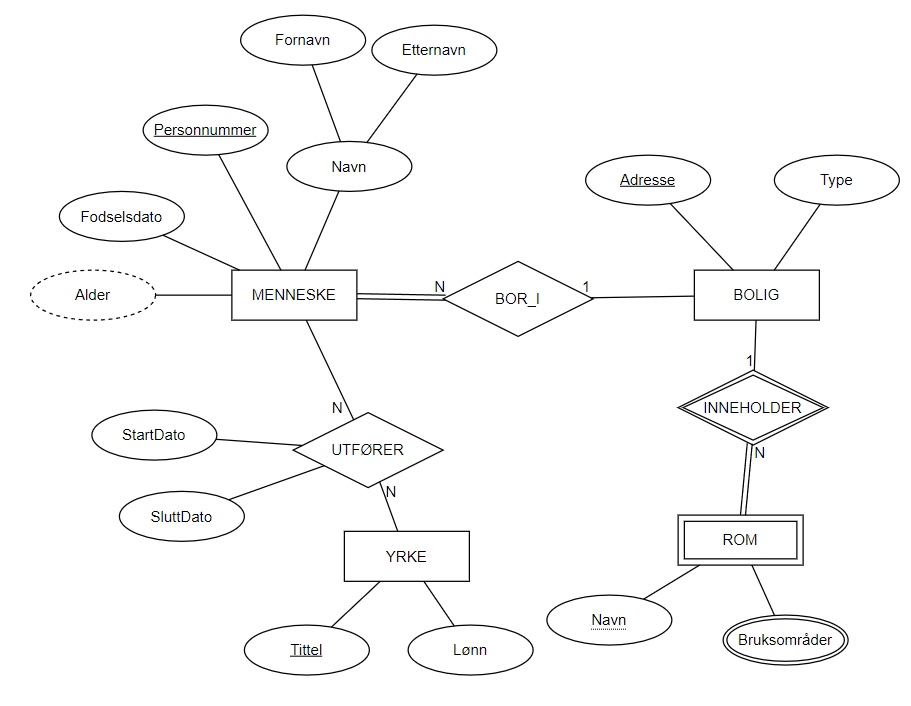 Fornavn
Etternavn
Personnummer
Navn
Adresse
Type
Fodselsdato
Alder
MENNESKE
N
BOR_I
1
BOLIG
1
N
INNEHOLDER
StartDato
UTFØRER
N
SluttDato
N
YRKE
ROM
Navn
Bruksområder
Tittel
Lønn